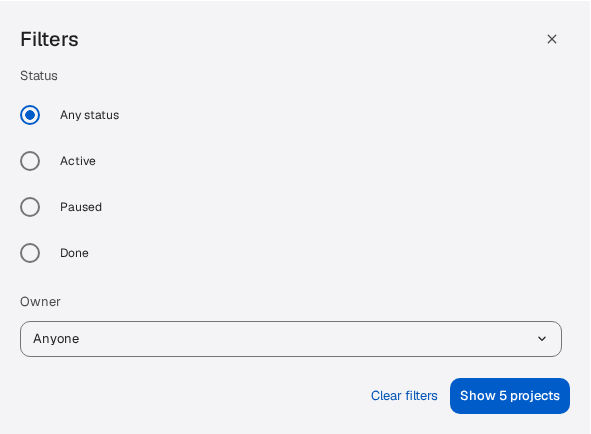 Filters
Status
Any status
Active
Paused
Done
Owner
Anyone
Clear filters
Show 5 projects